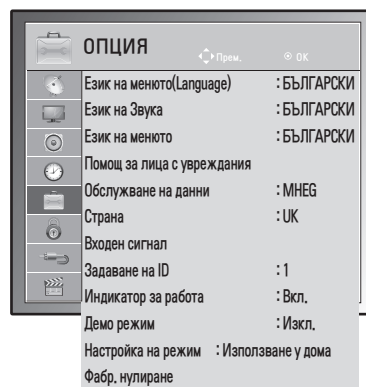 ОПЦИЯ
Прем. OK
Език на менюто(Language) : БЪЛГАРСКИ
Език на Звука : БЪЛГАРСКИ
Език на менюто : БЪЛГАРСКИ
Помощ за лица с увреждания
Обслужване на данни : MHEG
Страна : UK
Входен сигнал
Задаване на ID : 1
Индикатор за работа : Вкл.
Демо режим : Изкл.
Настройка на режим : Използване у дома
Фабр. нулиране